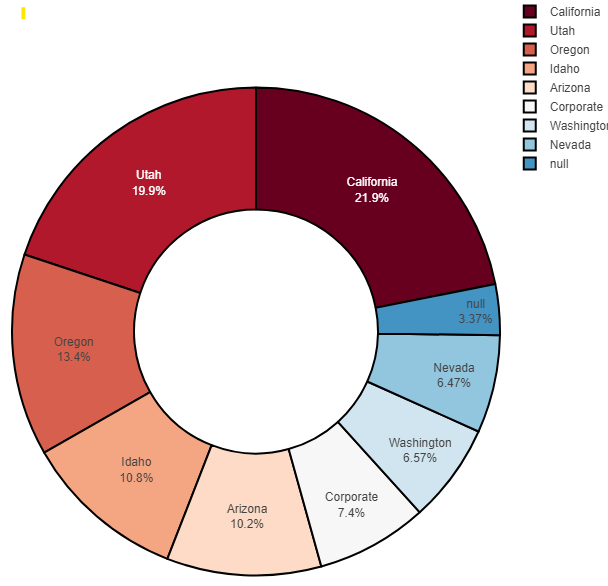 California
Utah
Oregon
Idaho
Arizona
Corporate
Washington
Nevada
null
Utah
19.9%
California
21.9%
null
3.37%
Oregon
13.4%
Nevada
6.47%
Washington
6.57%
Idaho
10.8%
Corporate
7.4%
Arizona
10.2%